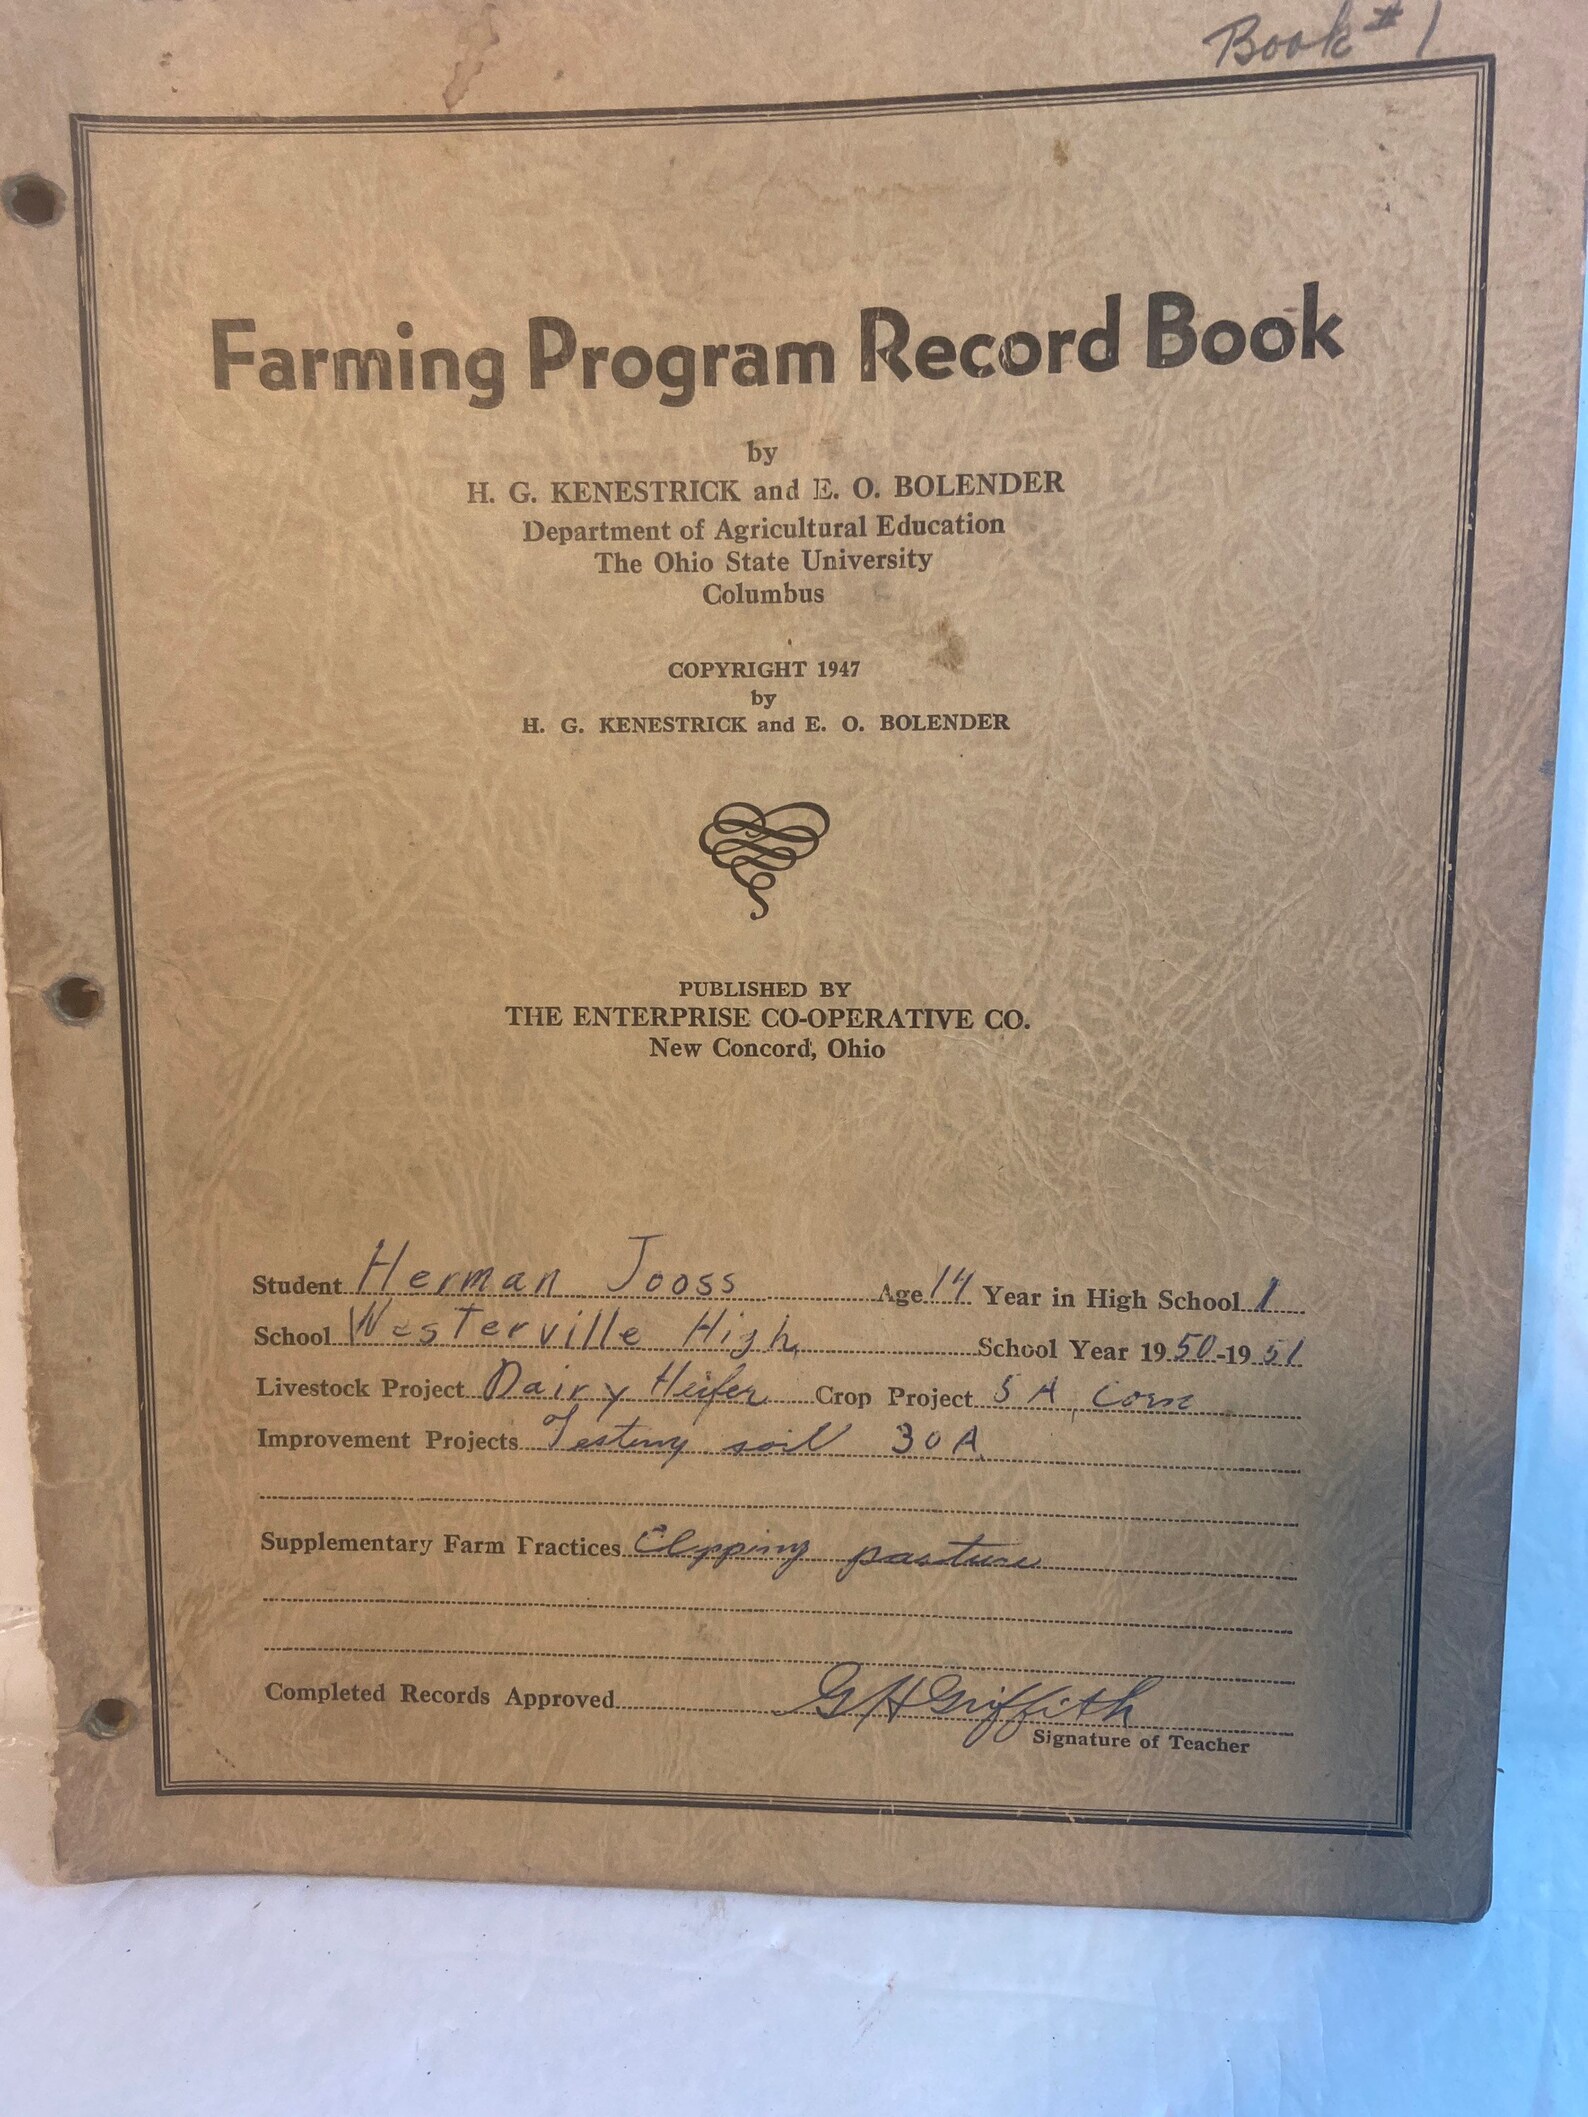 Book #1
Farming Program Record Book
by
H. G. KENESTRICK and E. O. BOLENDER
Department of Agricultural Education
The Ohio State University
Columbus
COPYRIGHT 1947
by
H. G. KENESTRICK and E. O. BOLENDER
PUBLISHED BY
THE ENTERPRISE CO-OPERATIVE CO.
New Concord, Ohio
Student Herman Jooss Age 14 Year in High School 1
School Westerville High School Year 1950-1951
Livestock Project Dairy Heifer Crop Project 5 A, corn
Improvement Projects Testing soil 30 A.
Supplementary Farm Practices Clipping pasture
Completed Records Approved G H Griffith
Signature of Teacher